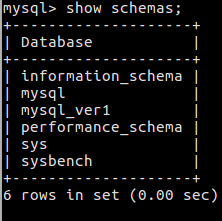 mysql> show schemas;
+--------------------+
| Database           |
+--------------------+
| information_schema |
| mysql              |
| mysql_ver1         |
| performance_schema |
| sys                |
| sysbench           |
+--------------------+
6 rows in set (0.00 sec)